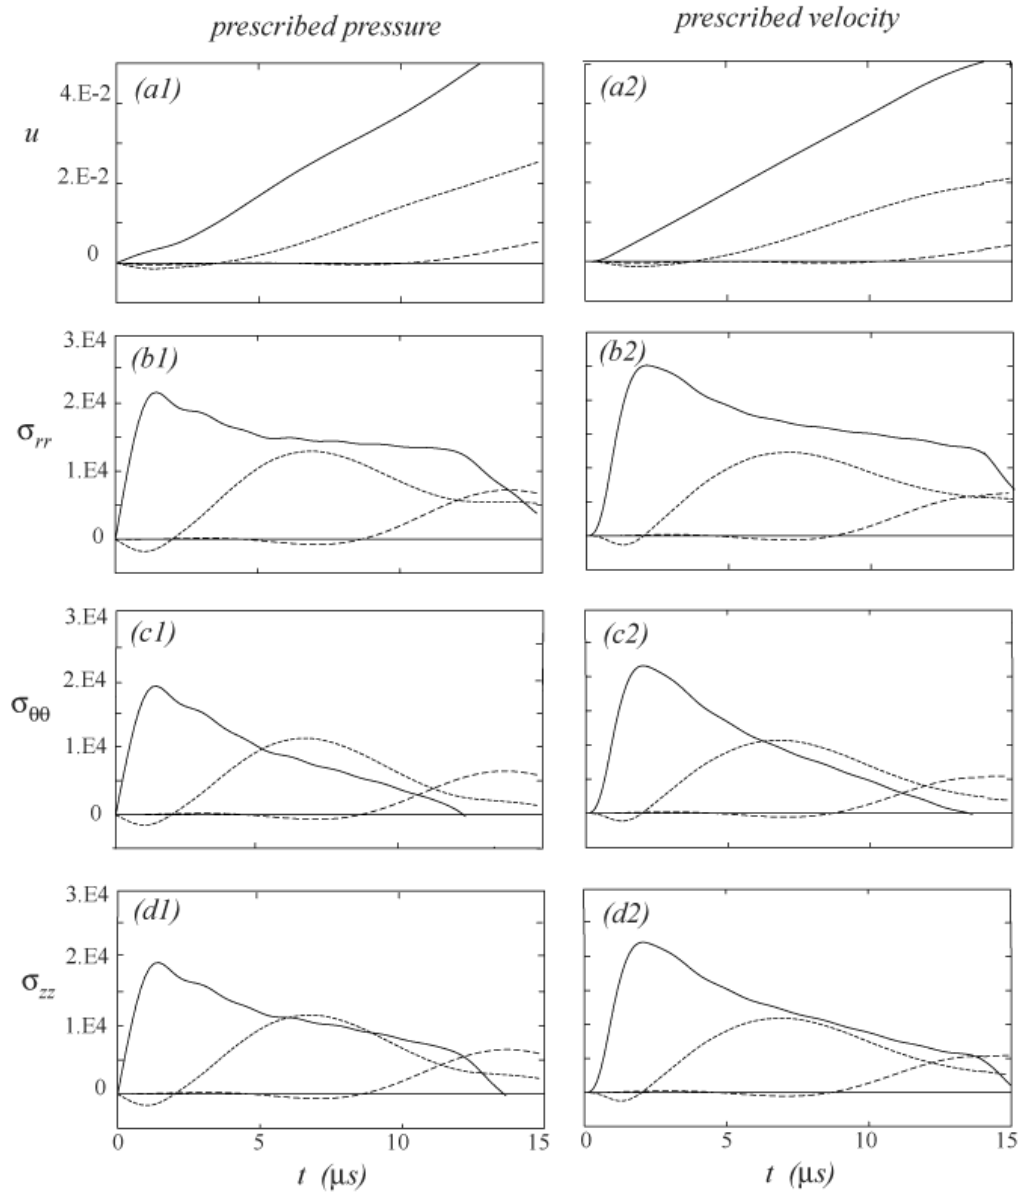 prescribed pressure
prescribed velocity
(a1)
(a2)
4.E-2
u
2.E-2
0
(b1)
(b2)
3.E4
2.E4
σrr
1.E4
0
(c1)
(c2)
3.E4
2.E4
σθθ
1.E4
0
(d1)
(d2)
3.E4
2.E4
σzz
1.E4
0
0 5 10 15
0 5 10 15
t (μs)
t (μs)